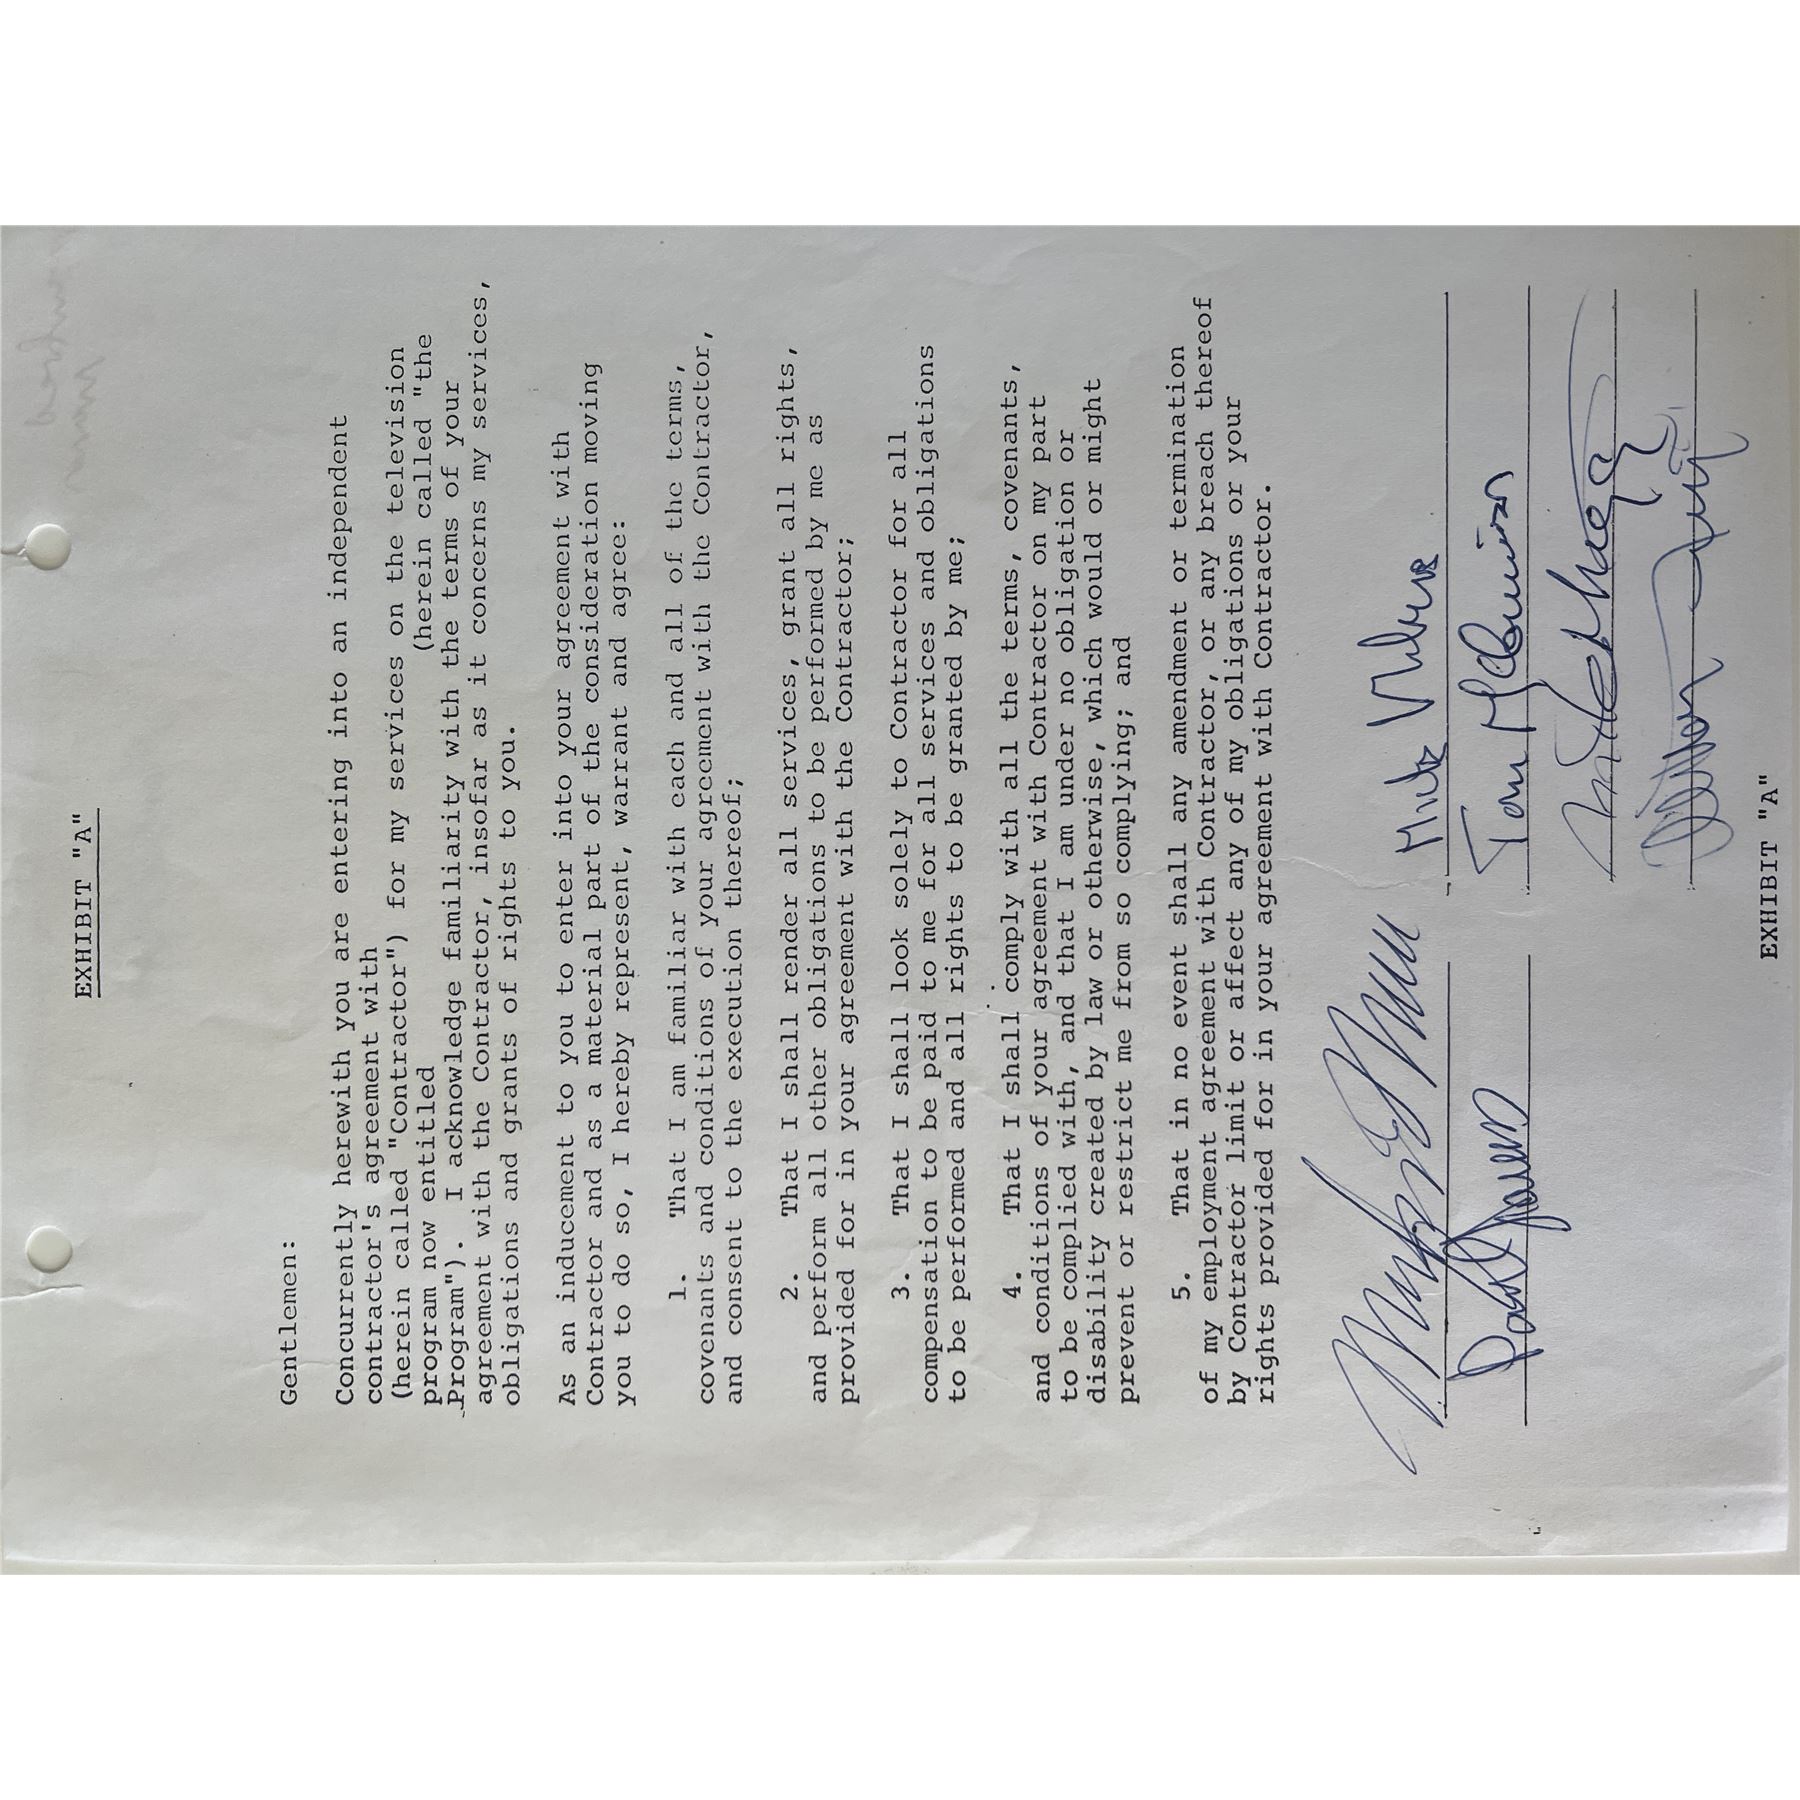 EXHIBIT "A"
Gentlemen:
Concurrently herewith you are entering into an independent
contractor's agreement with
(herein called "Contractor") for my services on the television
program now entitled (herein called "the
Program"). I acknowledge familiarity with the terms of your
agreement with the Contractor, insofar as it concerns my services,
obligations and grants of rights to you.
As an inducement to you to enter into your agreement with
Contractor and as a material part of the consideration moving
you to do so, I hereby represent, warrant and agree:
1. That I am familiar with each and all of the terms,
covenants and conditions of your agreement with the Contractor,
and consent to the execution thereof;
2. That I shall render all services, grant all rights,
and perform all other obligations to be performed by me as
provided for in your agreement with the Contractor;
3. That I shall look solely to Contractor for all
compensation to be paid to me for all services and obligations
to be performed and all rights to be granted by me;
4. That I shall comply with all the terms, covenants,
and conditions of your agreement with Contractor on my part
to be complied with, and that I am under no obligation or
disability created by law or otherwise, which would or might
prevent or restrict me from so complying; and
5. That in no event shall any amendment or termination
of my employment agreement with Contractor, or any breach thereof
by Contractor limit or affect any of my obligations or your
rights provided for in your agreement with Contractor.
Tom McGuinness
EXHIBIT "A"